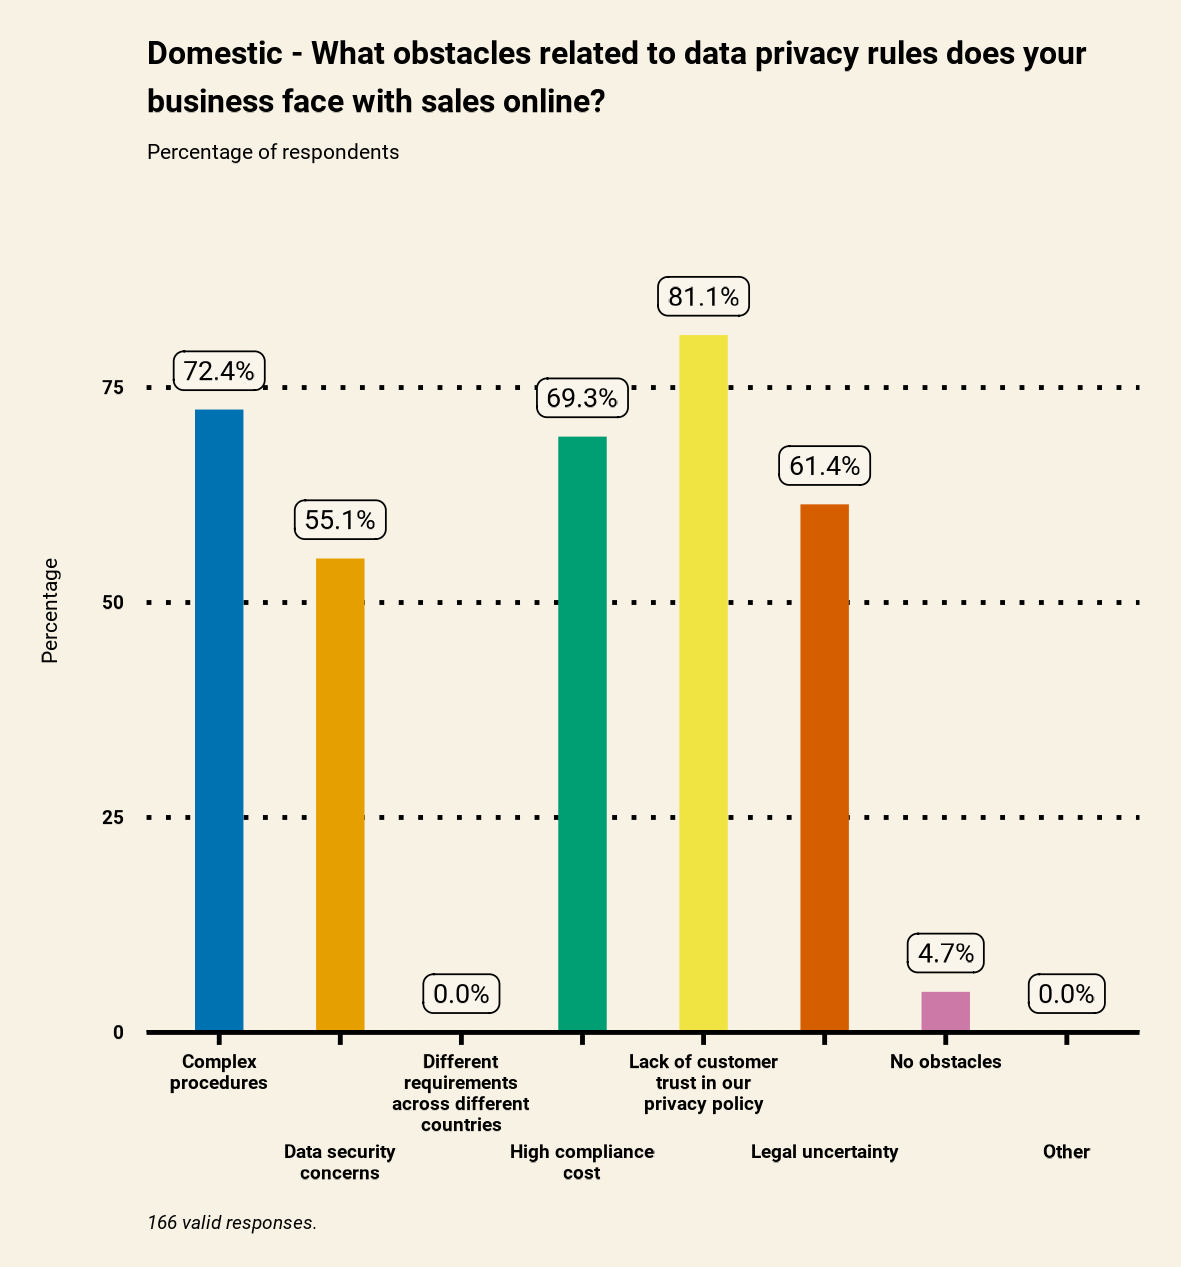 Domestic - What obstacles related to data privacy rules does your
business face with sales online?
Percentage of respondents
81.1%
72.4%
75
69.3%
61.4%
55.1%
50
Percentage
25
4.7%
0.0%
0.0%
0
Complex
procedures
Different
requirements
across different
countries
Lack of customer
trust in our
privacy policy
No obstacles
Data security
concerns
High compliance
cost
Legal uncertainty
Other
166 valid responses.